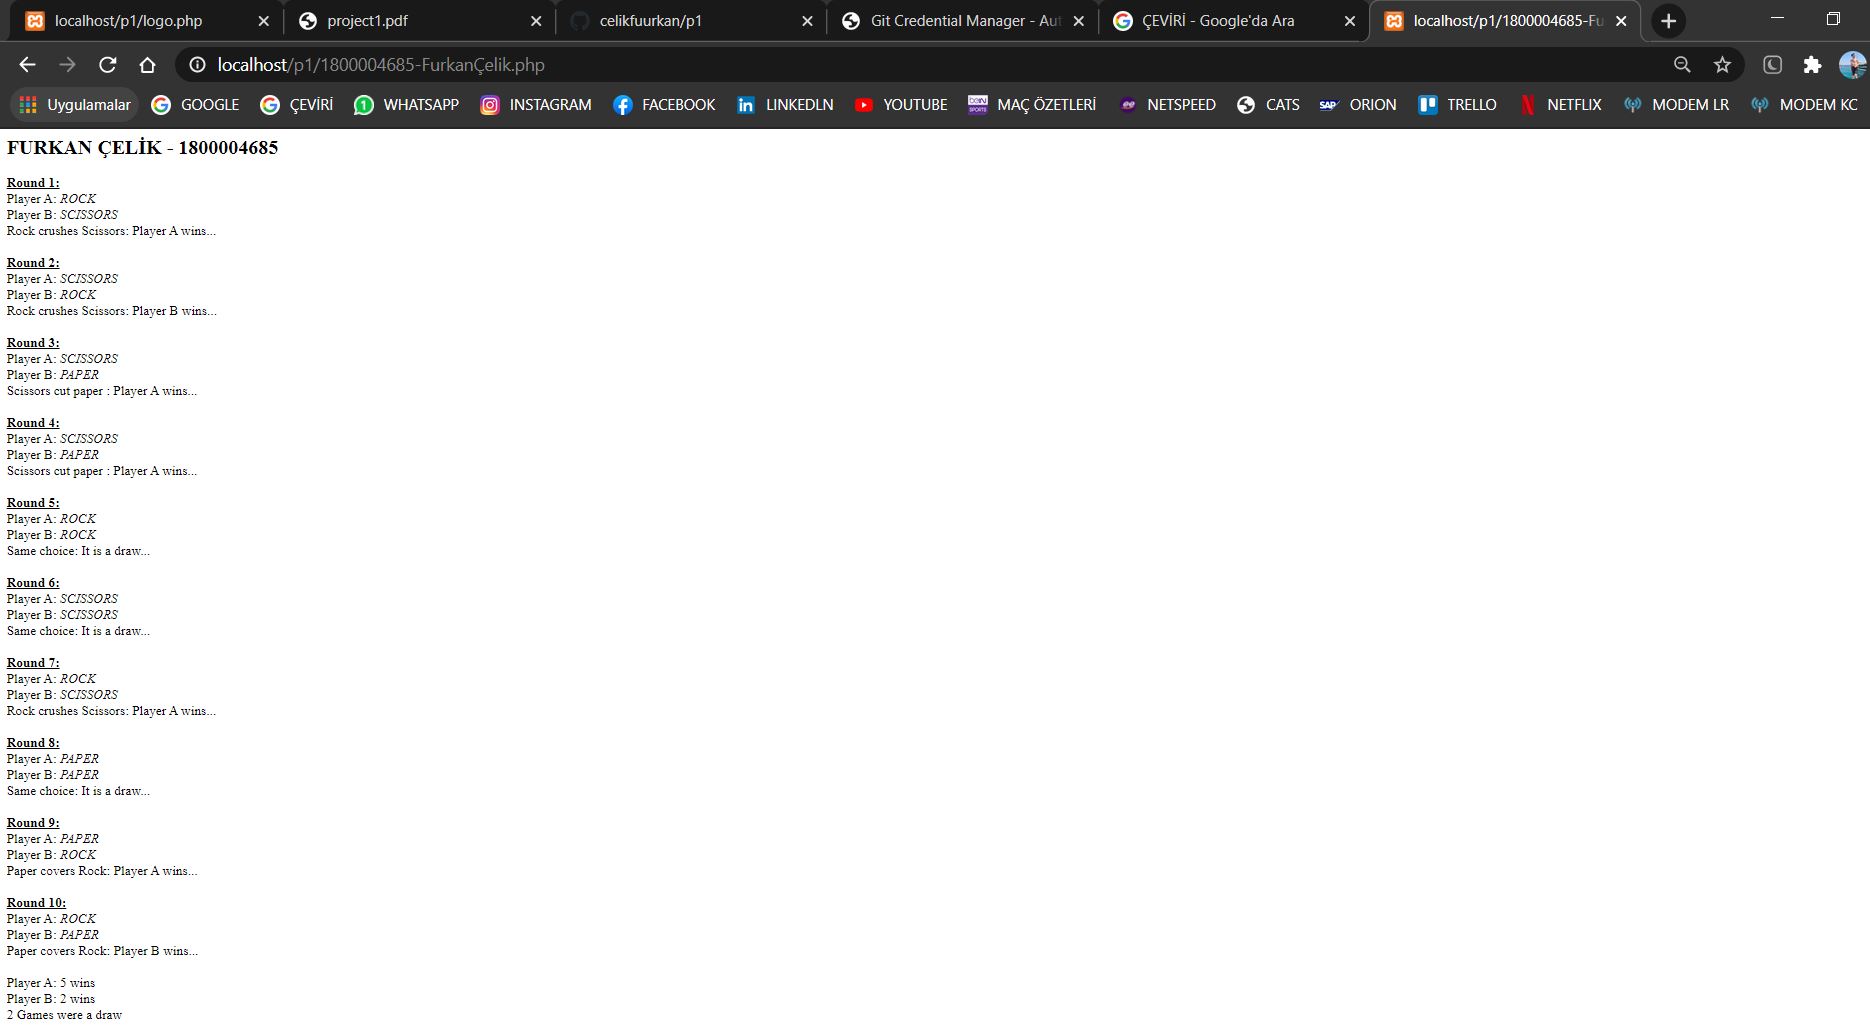 localhost/p1/logo.php
project1.pdf
celikfuurkan/p1
Git Credential Manager - Aut
ÇEVİRİ - Google'da Ara
localhost/p1/1800004685-Fu
localhost/p1/1800004685-FurkanÇelik.php
Uygulamalar
GOOGLE
ÇEVİRİ
WHATSAPP
INSTAGRAM
FACEBOOK
LINKEDLN
YOUTUBE
MAÇ ÖZETLERİ
NETSPEED
CATS
SAP ORION
TRELLO
NETFLIX
MODEM LR
MODEM KC
FURKAN ÇELİK - 1800004685
Round 1:
Player A: ROCK
Player B: SCISSORS
Rock crushes Scissors: Player A wins...
Round 2:
Player A: SCISSORS
Player B: ROCK
Rock crushes Scissors: Player B wins...
Round 3:
Player A: SCISSORS
Player B: PAPER
Scissors cut paper : Player A wins...
Round 4:
Player A: SCISSORS
Player B: PAPER
Scissors cut paper : Player A wins...
Round 5:
Player A: ROCK
Player B: ROCK
Same choice: It is a draw...
Round 6:
Player A: SCISSORS
Player B: SCISSORS
Same choice: It is a draw...
Round 7:
Player A: ROCK
Player B: SCISSORS
Rock crushes Scissors: Player A wins...
Round 8:
Player A: PAPER
Player B: PAPER
Same choice: It is a draw...
Round 9:
Player A: PAPER
Player B: ROCK
Paper covers Rock: Player A wins...
Round 10:
Player A: ROCK
Player B: PAPER
Paper covers Rock: Player B wins...
Player A: 5 wins
Player B: 2 wins
2 Games were a draw